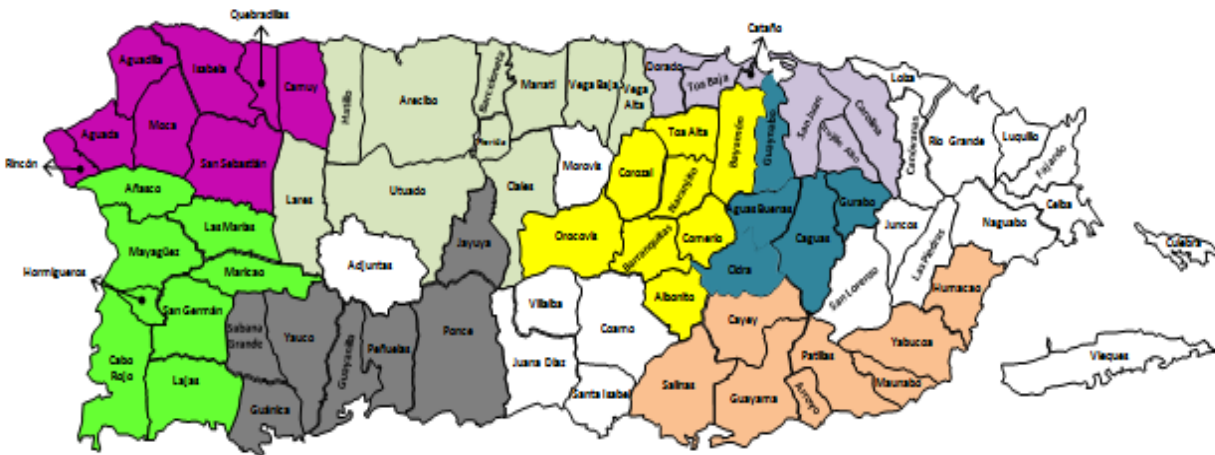 Quebradillas
Cataño
Aguadilla
Isabela
Camuy
Hatillo
Arecibo
Barceloneta
Manatí
Vega Baja
Vega
Alta
Dorado
Toa Baja
San Juan
Trujillo Alto
Carolina
Loiza
Canóvanas
Río Grande
Luquillo
Fajardo
Ceiba
Culebra
Aguada
Moca
Rincón
San Sebastián
Lares
Utuado
Florida
Ciales
Morovis
Corozal
Toa Alta
Naranjito
Bayamón
Guaynabo
Añasco
Las Marías
Mayagüez
Maricao
Hormigueros
San Germán
Adjuntas
Jayuya
Orocovis
Barranquitas
Comerío
Aguas Buenas
Cidra
Caguas
Gurabo
Juncos
Las Piedras
Naguabo
San Lorenzo
Humacao
Sabana
Grande
Yauco
Guayanilla
Peñuelas
Ponce
Villalba
Coamo
Aibonito
Cayey
Cabo
Rojo
Lajas
Guánica
Juana Díaz
Santa Isabel
Salinas
Guayama
Arroyo
Patillas
Maunabo
Yabucoa
Vieques